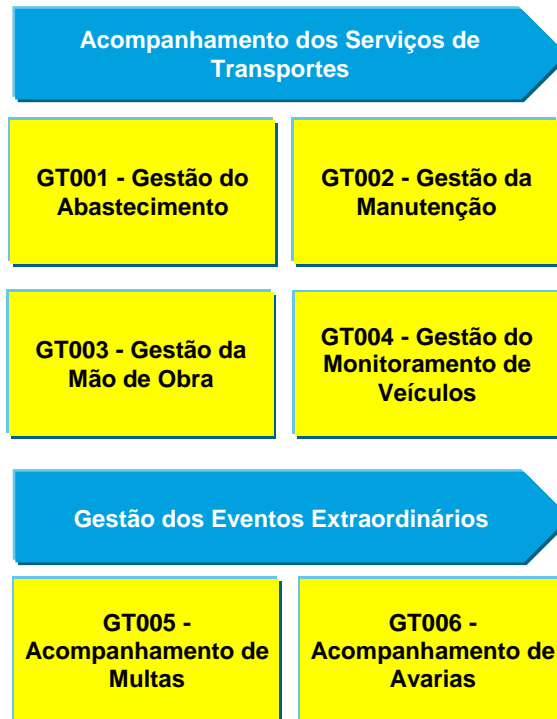 Acompanhamento dos Serviços de
Transportes
GT001 - Gestão do
Abastecimento
GT002 - Gestão da
Manutenção
GT003 - Gestão da
Mão de Obra
GT004 - Gestão do
Monitoramento de
Veículos
Gestão dos Eventos Extraordinários
GT005 -
Acompanhamento de
Multas
GT006 -
Acompanhamento de
Avarias